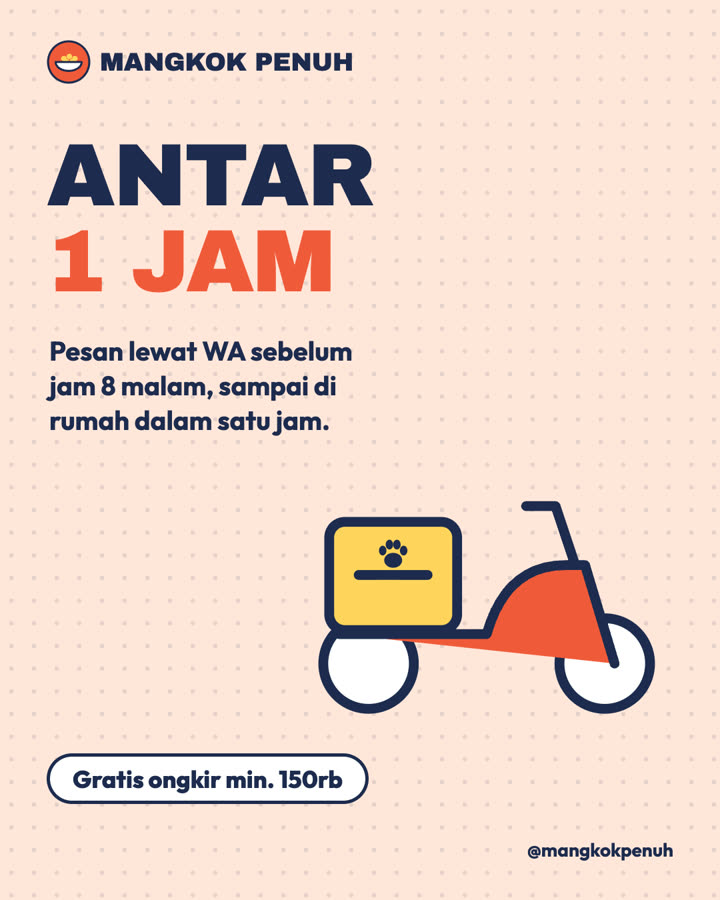 MANGKOK PENUH
ANTAR
1 JAM
Pesan lewat WA sebelum
jam 8 malam, sampai di
rumah dalam satu jam.
Gratis ongkir min. 150rb
@mangkokpenuh